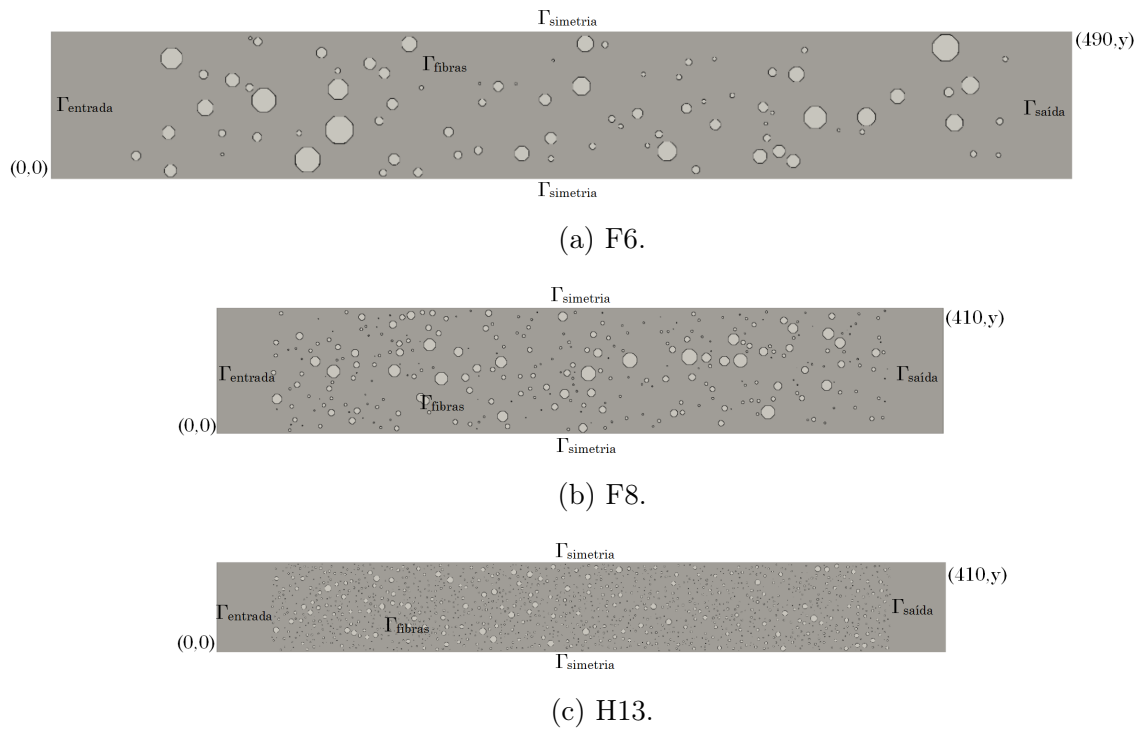 Γsimetria
(490,y)
Γfibras
Γentrada
Γsaída
(0,0)
Γsimetria
(a) F6.
Γsimetria
(410,y)
Γentrada
Γsaída
Γfibras
(0,0)
Γsimetria
(b) F8.
Γsimetria
(410,y)
Γentrada
Γsaída
Γfibras
(0,0)
Γsimetria
(c) H13.